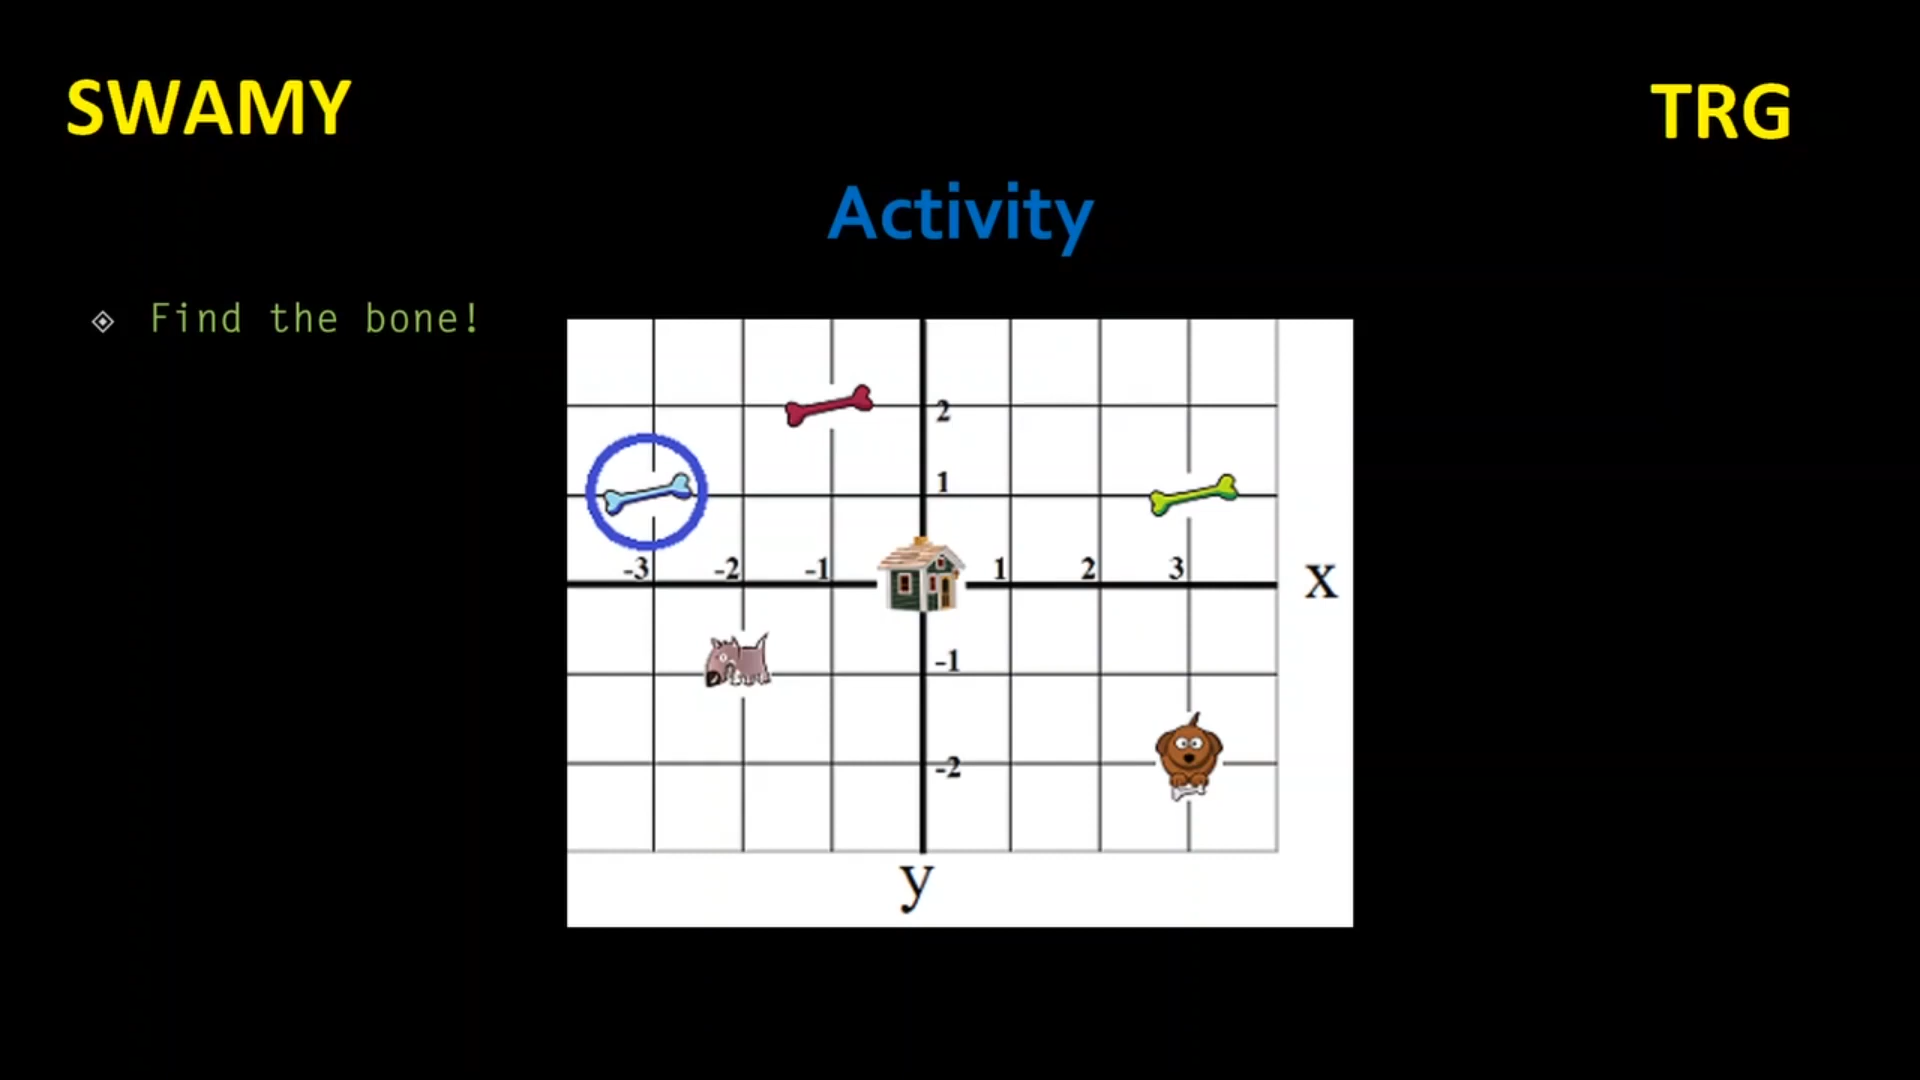 SWAMY
TRG
Activity
Find the bone!
2
1
-3 -2 -1 1 2 3 x
-1
-2
y